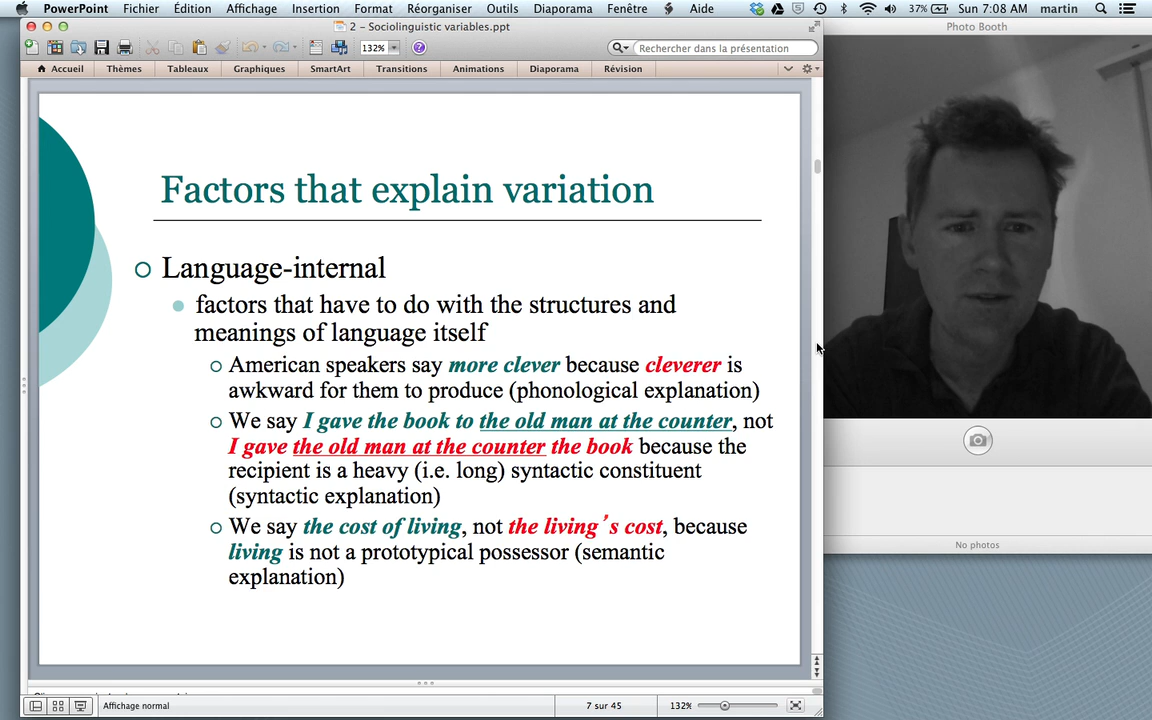 PowerPoint Fichier Édition Affichage Insertion Format Réorganiser Outils Diaporama Fenêtre Aide 37% Sun 7:08 AM martin
2 – Sociolinguistic variables.ppt
Photo Booth
132% Rechercher dans la présentation
Accueil Thèmes Tableaux Graphiques SmartArt Transitions Animations Diaporama Révision
Factors that explain variation
Language-internal
factors that have to do with the structures and
meanings of language itself
American speakers say more clever because cleverer is
awkward for them to produce (phonological explanation)
We say I gave the book to the old man at the counter, not
I gave the old man at the counter the book because the
recipient is a heavy (i.e. long) syntactic constituent
(syntactic explanation)
We say the cost of living, not the living’s cost, because
living is not a prototypical possessor (semantic
explanation)
No photos
Affichage normal 7 sur 45 132%